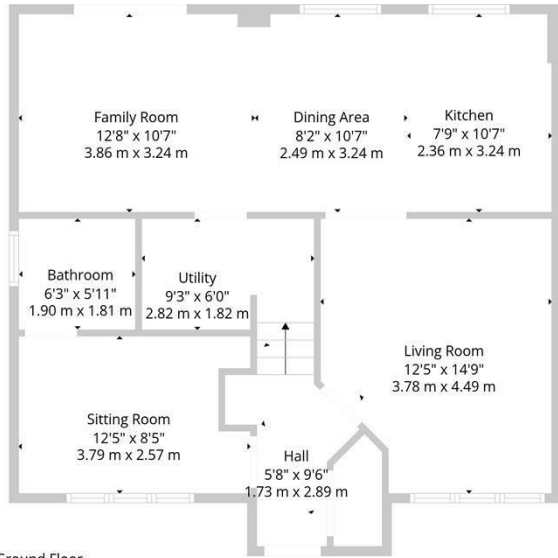 Family Room
12'8" x 10'7"
3.86 m x 3.24 m
Dining Area
8'2" x 10'7"
2.49 m x 3.24 m
Kitchen
7'9" x 10'7"
2.36 m x 3.24 m
Bathroom
6'3" x 5'11"
1.90 m x 1.81 m
Utility
9'3" x 6'0"
2.82 m x 1.82 m
Living Room
12'5" x 14'9"
3.78 m x 4.49 m
Sitting Room
12'5" x 8'5"
3.79 m x 2.57 m
Hall
5'8" x 9'6"
1.73 m x 2.89 m
Ground Floor